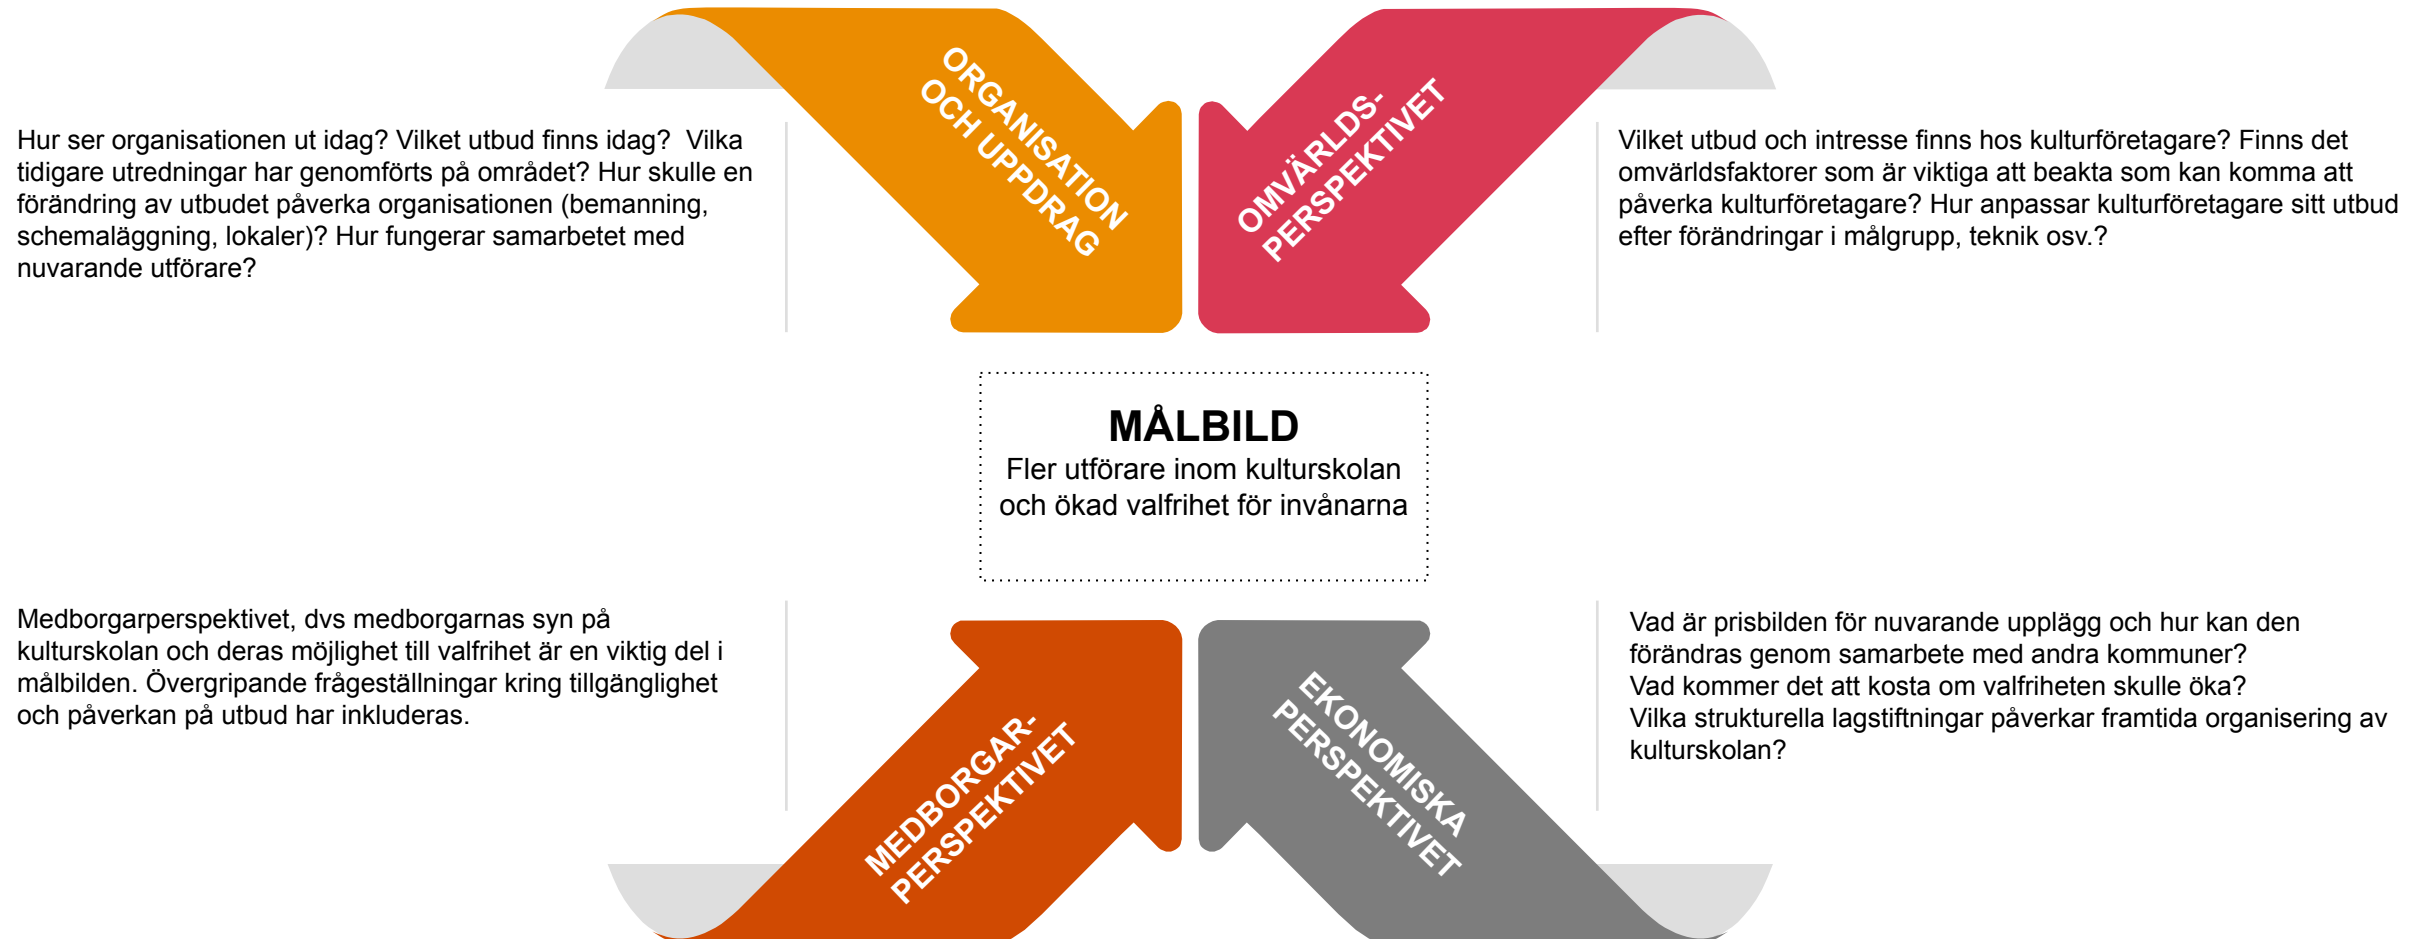 ORGANISATION
OCH UPPDRAG
OMVÄRLDS-
PERSPEKTIVET
Hur ser organisationen ut idag? Vilket utbud finns idag?  Vilka
tidigare utredningar har genomförts på området? Hur skulle en
förändring av utbudet påverka organisationen (bemanning,
schemaläggning, lokaler)? Hur fungerar samarbetet med
nuvarande utförare?
Vilket utbud och intresse finns hos kulturföretagare? Finns det
omvärldsfaktorer som är viktiga att beakta som kan komma att
påverka kulturföretagare? Hur anpassar kulturföretagare sitt utbud
efter förändringar i målgrupp, teknik osv.?
MÅLBILD
Fler utförare inom kulturskolan
och ökad valfrihet för invånarna
Medborgarperspektivet, dvs medborgarnas syn på
kulturskolan och deras möjlighet till valfrihet är en viktig del i
målbilden. Övergripande frågeställningar kring tillgänglighet
och påverkan på utbud har inkluderas.
MEDBORGAR-
PERSPEKTIVET
EKONOMISKA
PERSPEKTIVET
Vad är prisbilden för nuvarande upplägg och hur kan den
förändras genom samarbete med andra kommuner?
Vad kommer det att kosta om valfriheten skulle öka?
Vilka strukturella lagstiftningar påverkar framtida organisering av
kulturskolan?